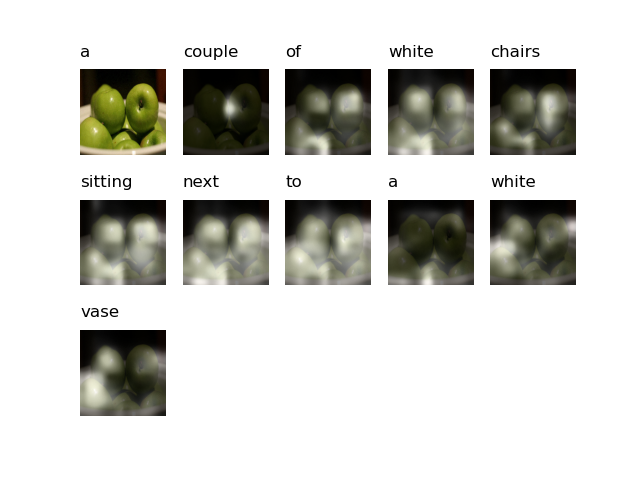 a couple of white chairs
sitting next to a white
vase